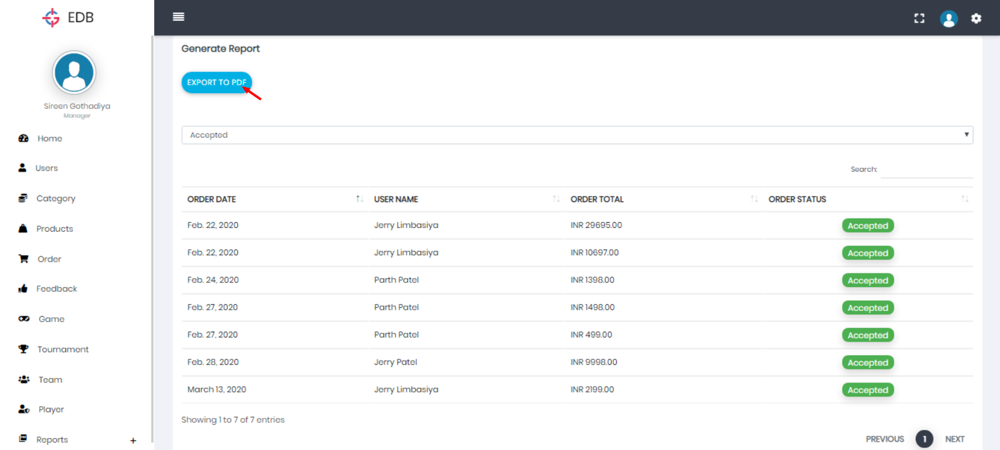 EDB
Sireen Gothadiya
Manager
Home
Users
Category
Products
Order
Feedback
Game
Tournament
Team
Player
Reports +
Generate Report
EXPORT TO PDF
Accepted
Search:
ORDER DATE USER NAME ORDER TOTAL ORDER STATUS
Feb. 22, 2020 Jerry Limbasiya INR 29695.00 Accepted
Feb. 22, 2020 Jerry Limbasiya INR 10697.00 Accepted
Feb. 24, 2020 Parth Patel INR 1398.00 Accepted
Feb. 27, 2020 Parth Patel INR 1498.00 Accepted
Feb. 27, 2020 Parth Patel INR 499.00 Accepted
Feb. 28, 2020 Jerry Patel INR 9998.00 Accepted
March 13, 2020 Jerry Limbasiya INR 2199.00 Accepted
Showing 1 to 7 of 7 entries
PREVIOUS 1 NEXT